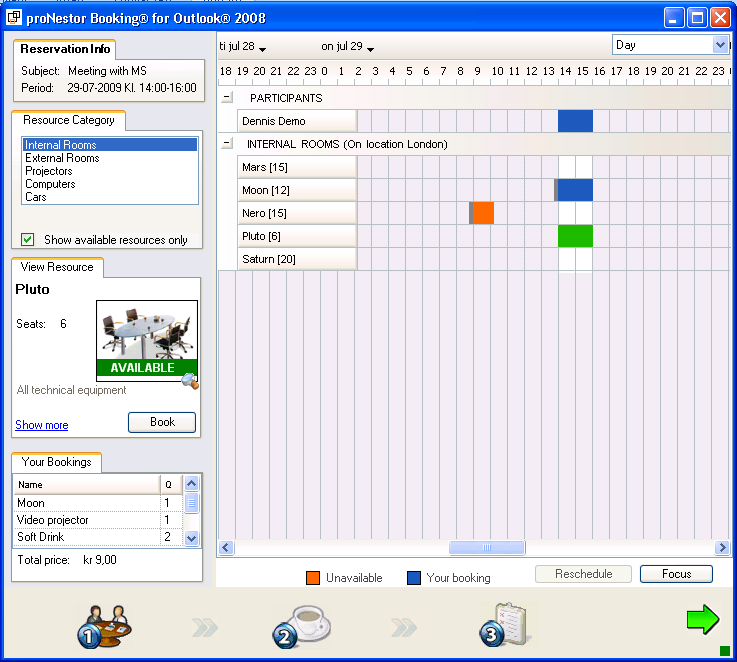 proNestor Booking® for Outlook® 2008
Reservation Info
Subject: Meeting with MS
Period: 29-07-2009 Kl. 14:00-16:00
Resource Category
Internal Rooms
External Rooms
Projectors
Computers
Cars
Show available resources only
View Resource
Pluto
Seats: 6
AVAILABLE
All technical equipment
Show more
Book
Your Bookings
Name Q
Moon 1
Video projector 1
Soft Drink 2
Total price: kr 9,00
ti jul 28 on jul 29 Day
18 19 20 21 22 23 0 1 2 3 4 5 6 7 8 9 10 11 12 13 14 15 16 17 18 19 20 21 22 23
PARTICIPANTS
Dennis Demo
INTERNAL ROOMS (On location London)
Mars [15]
Moon [12]
Nero [15]
Pluto [6]
Saturn [20]
Unavailable Your booking Reschedule Focus
1 2 3